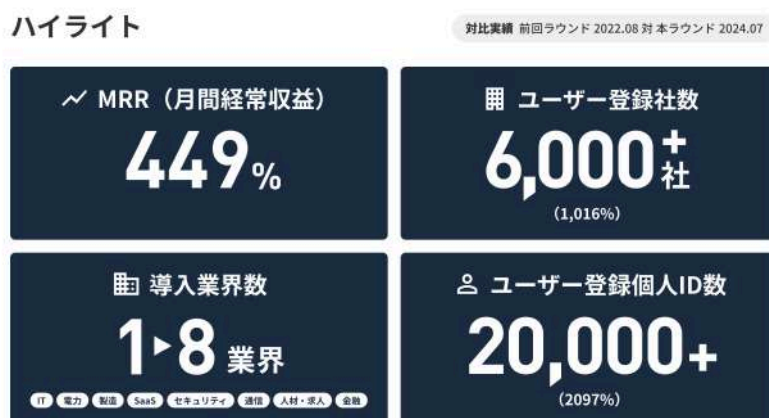 ハイライト
対比実績 前回ラウンド 2022.08 対 本ラウンド 2024.07
MRR（月間経常収益）
449%
ユーザー登録社数
6,000+社
（1,016%）
導入業界数
1▶8業界
IT 電力 製造 SaaS セキュリティ 通信 人材・求人 金融
ユーザー登録個人ID数
20,000+
（2097%）